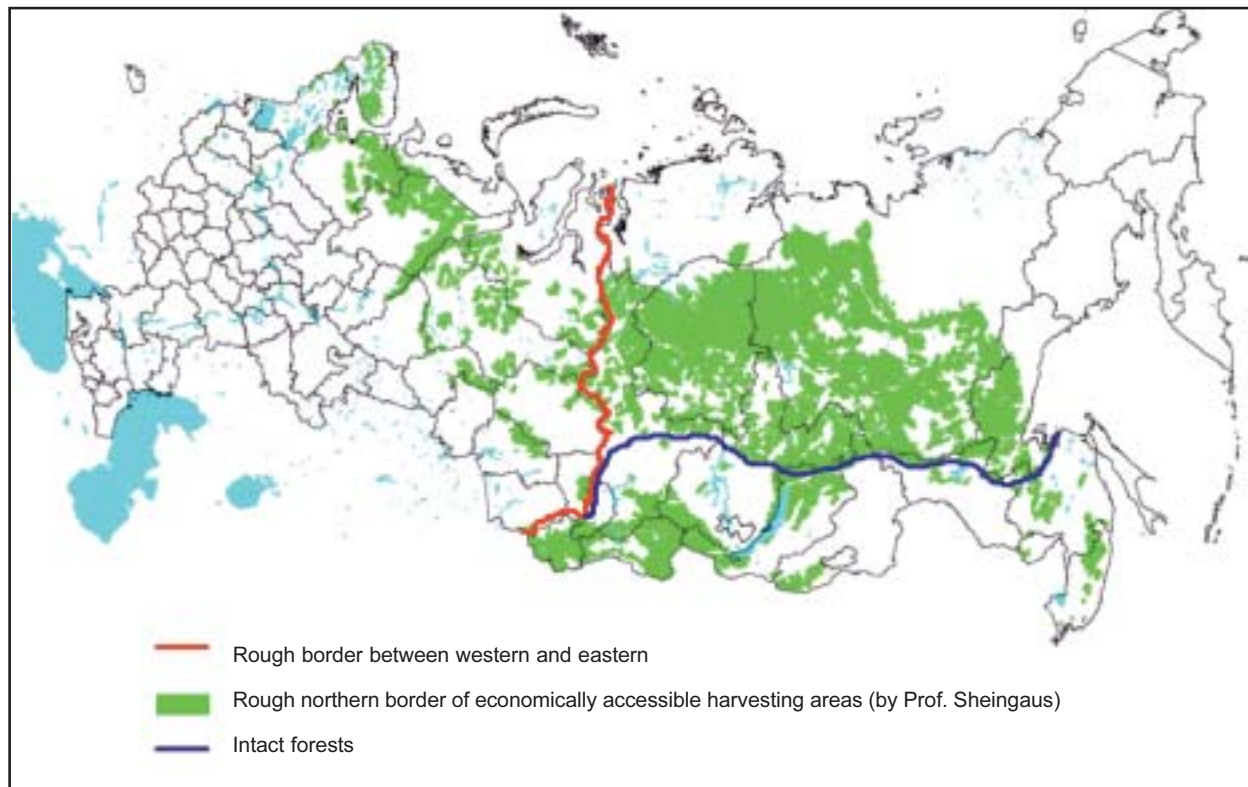 Rough border between western and eastern
Rough northern border of economically accessible harvesting areas (by Prof. Sheingaus)
Intact forests